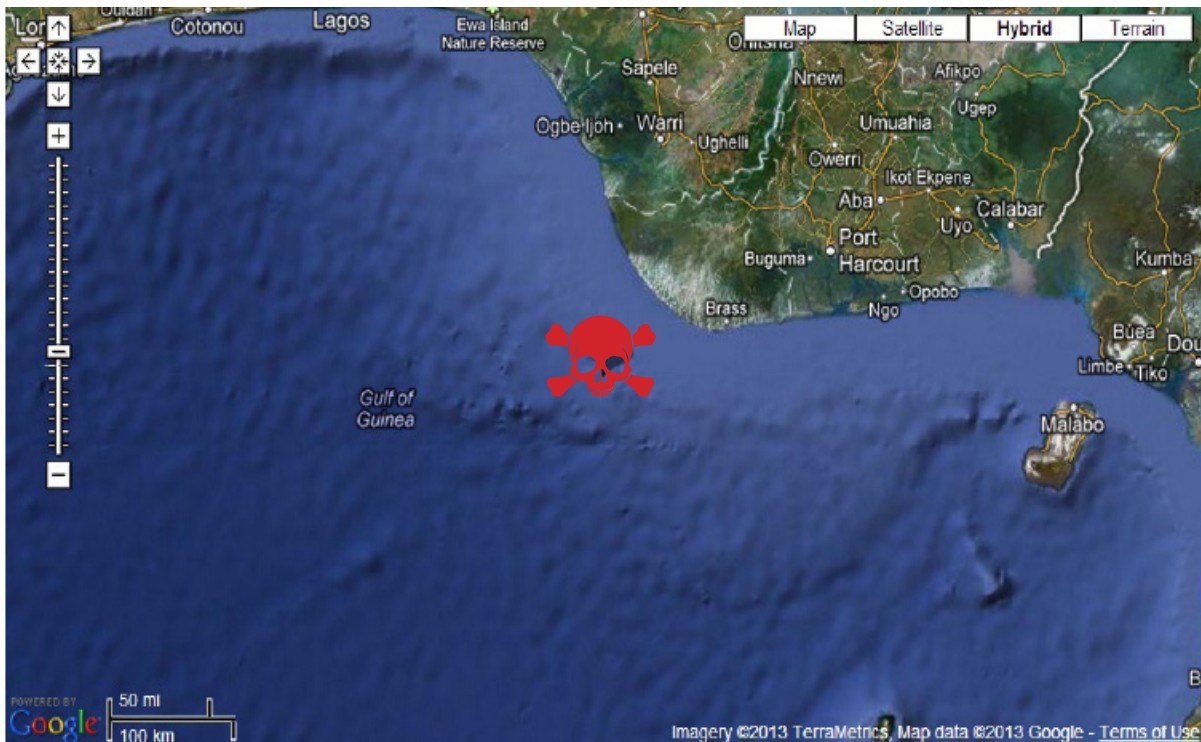 Cotonou
Lagos
Ewa Island
Nature Reserve
Map
Satellite
Hybrid
Terrain
Sapele
Nnewi
Afikpo
Ugep
Ogbe-Ijoh
Warri
Ughelli
Umuahia
Owerri
Ikot Ekpene
Aba
Calabar
Uyo
Port
Harcourt
Buguma
Kumba
Opobo
Ngo
Brass
Buea
Dou
Limbe
Tiko
Gulf of
Guinea
Malabo
50 mi
100 km
POWERED BY
Google
Imagery ©2013 TerraMetrics, Map data ©2013 Google - Terms of Use